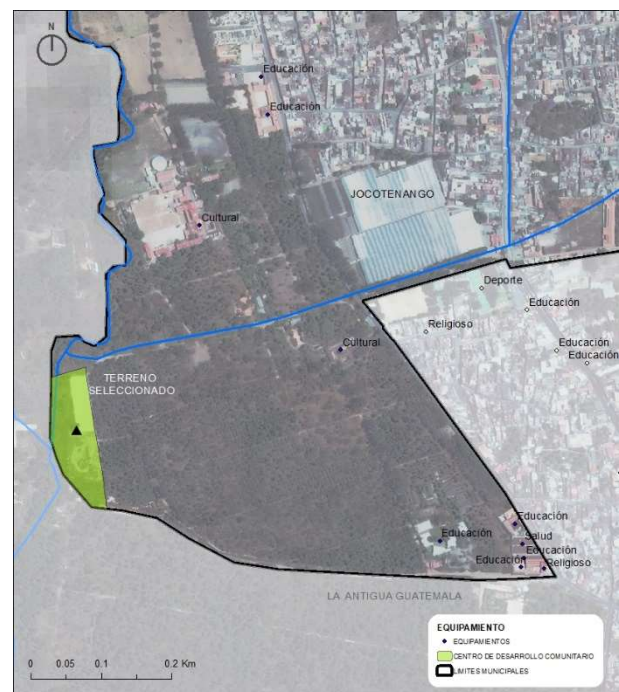 N
Educación
Educación
JOCOTENANGO
Cultural
Deporte
Educación
Religioso
Educación
Cultural
Educación
TERRENO
SELECCIONADO
Educación
Educación
Salud
Educación
Educación
Religioso
LA ANTIGUA GUATEMALA
EQUIPAMIENTO
EQUIPAMIENTOS
CENTRO DE DESARROLLO COMUNITARIO
LIMITES MUNICIPALES
0 0.05 0.1 0.2 Km